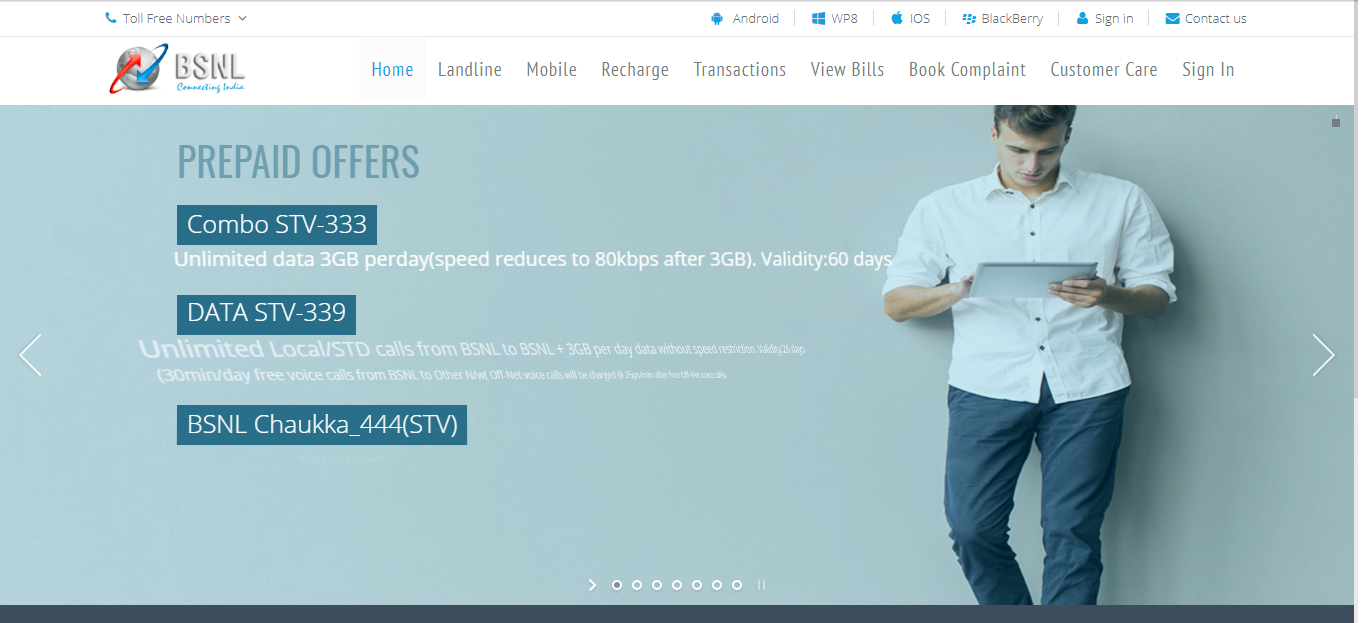 Toll Free Numbers
Android WP8 IOS BlackBerry Sign in Contact us
BSNL
Connecting India
Home Landline Mobile Recharge Transactions View Bills Book Complaint Customer Care Sign In
PREPAID OFFERS
Combo STV-333
Unlimited data 3GB perday(speed reduces to 80kbps after 3GB). Validity:60 days
DATA STV-339
Unlimited Local/STD calls from BSNL to BSNL + 3GB per day data without speed restriction. Validity:26 days
(30min/day free voice calls from BSNL to Other N/w( Off-Net voice calls will be charged @ 25ps/min after free Off-Net voice calls
BSNL Chaukka_444(STV)